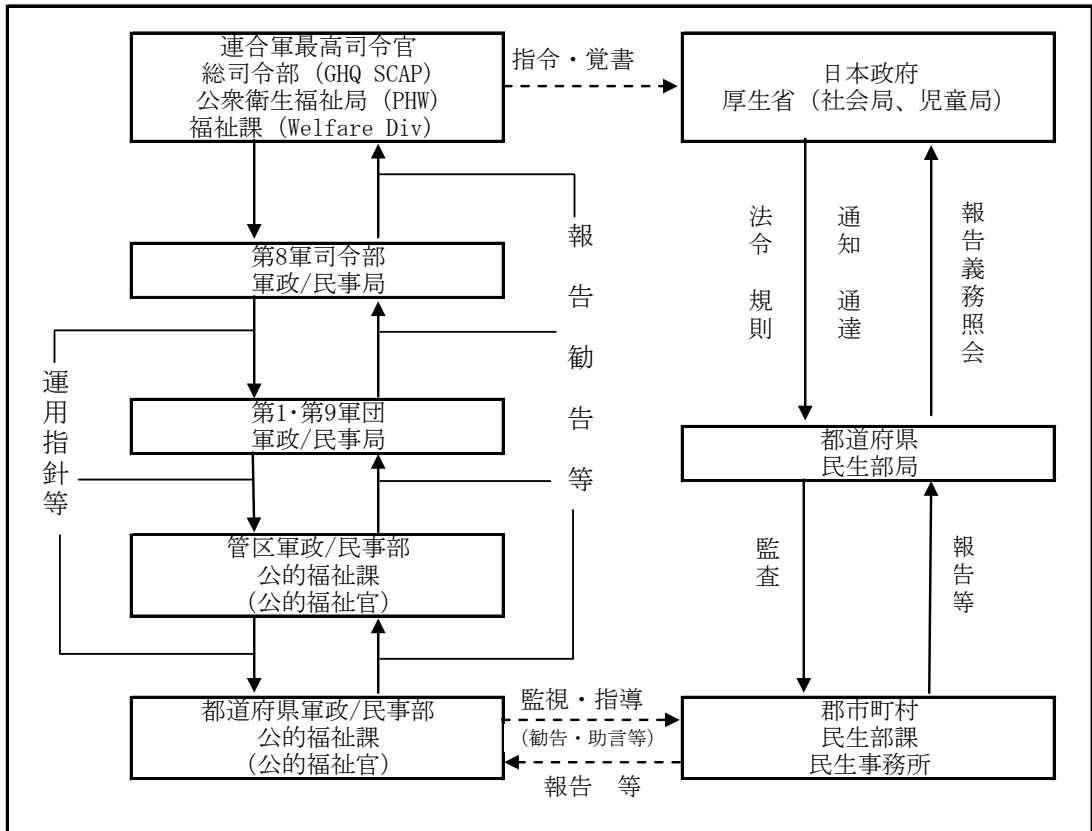 連合軍最高司令官
総司令部 (GHQ SCAP)
公衆衛生福祉局 (PHW)
福祉課 (Welfare Div)
指令・覚書
日本政府
厚生省 (社会局、児童局)
報告勧告等
法令 規則
通知 通達
報告義務照会
第8軍司令部
軍政/民事局
運用指針等
第1・第9軍団
軍政/民事局
都道府県
民生部局
管区軍政/民事部
公的福祉課
(公的福祉官)
監査
報告等
都道府県軍政/民事部
公的福祉課
(公的福祉官)
監視・指導
(勧告・助言等)
報告 等
郡市町村
民生部課
民生事務所